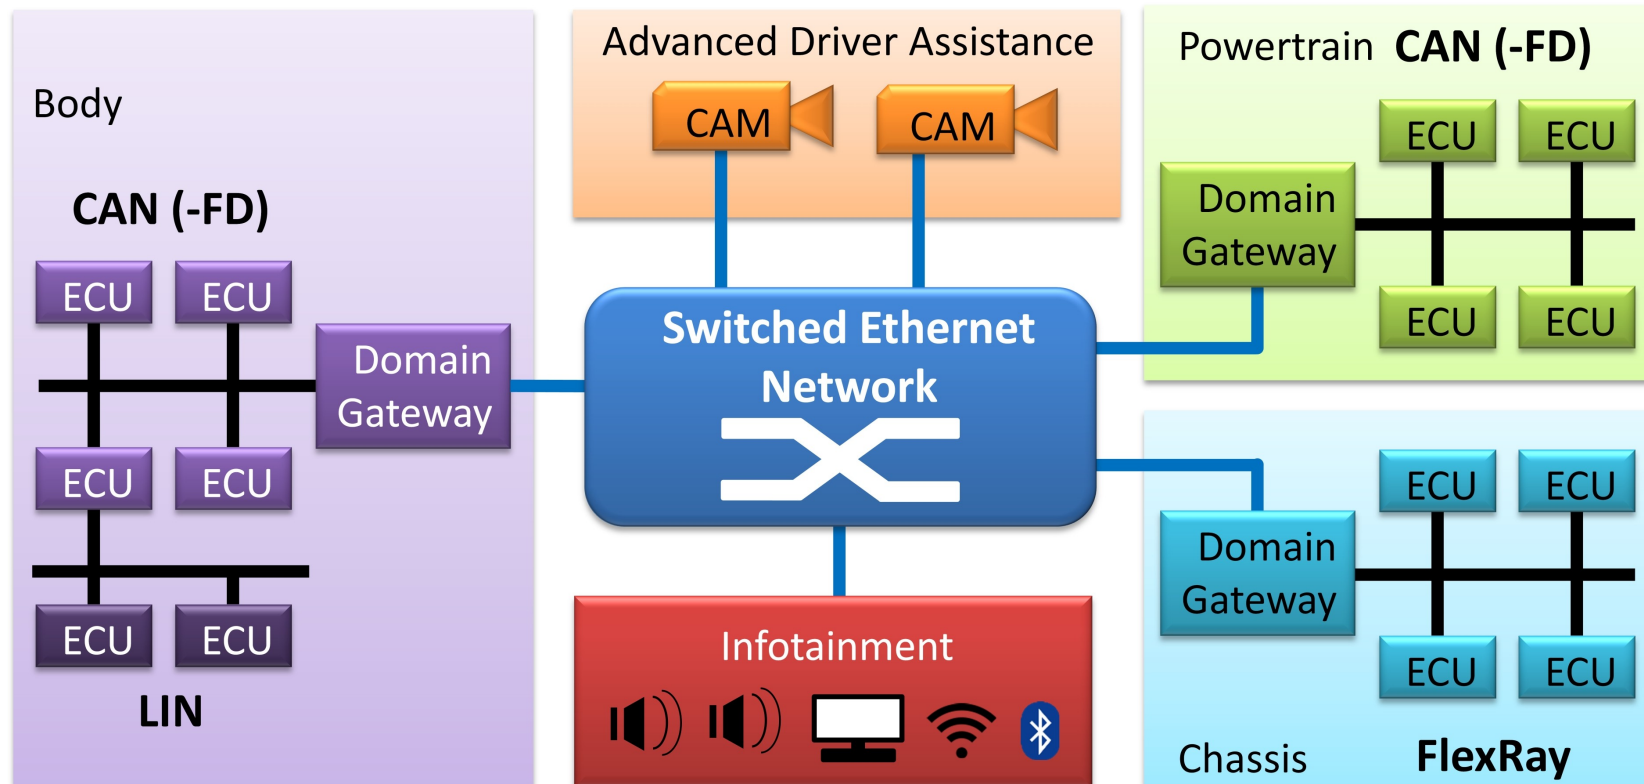 Body
CAN (-FD)
ECU ECU
Domain
Gateway
ECU ECU
ECU ECU
LIN
Advanced Driver Assistance
CAM CAM
Switched Ethernet
Network
Infotainment
Powertrain CAN (-FD)
ECU ECU
Domain
Gateway
ECU ECU
ECU ECU
Domain
Gateway
ECU ECU
Chassis FlexRay